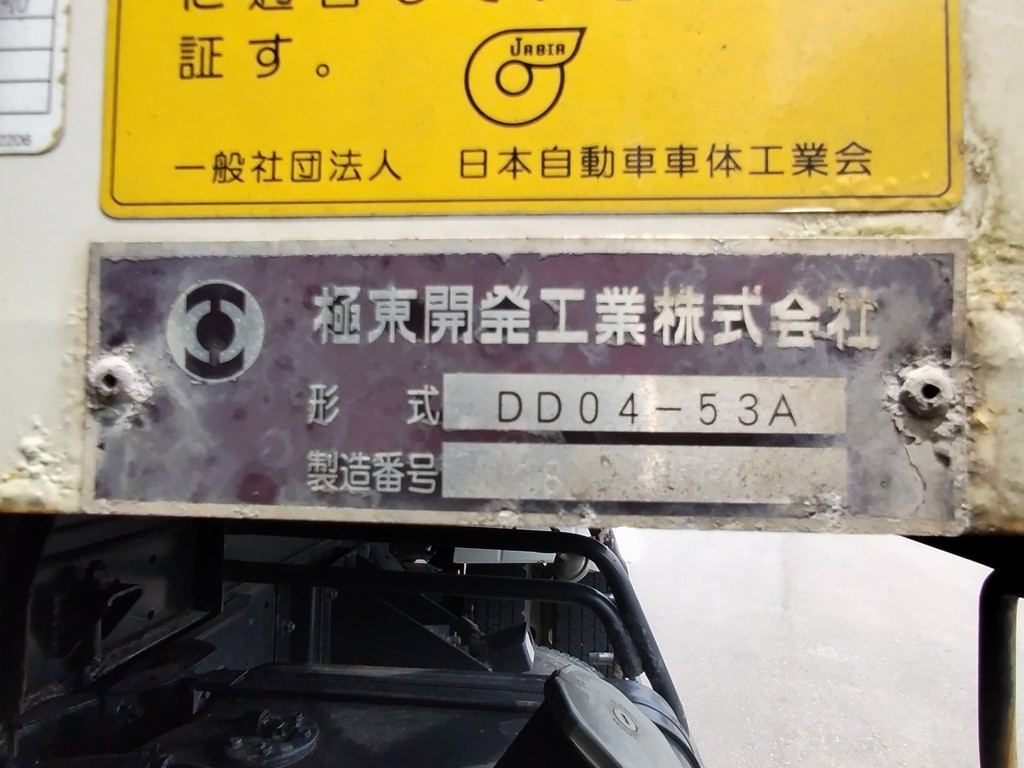 証す。
JABIA
一般社団法人 日本自動車車体工業会
極東開発工業株式会社
形 式 DD04-53A
製造番号